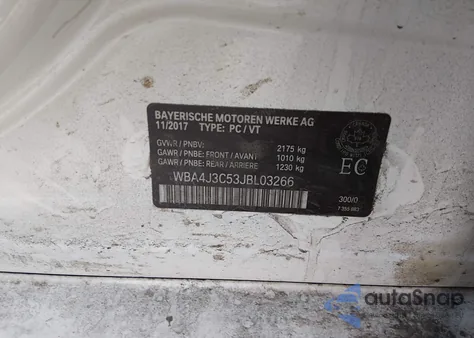 BAYERISCHE MOTOREN WERKE AG
11/2017 TYPE: PC / VT
GVWR / PNBV: 2175 kg
GAWR / PNBE: FRONT / AVANT 1010 kg
GAWR / PNBE: REAR / ARRIERE 1230 kg
WBA4J3C53JBL03266
EC
300/0
autoSnap